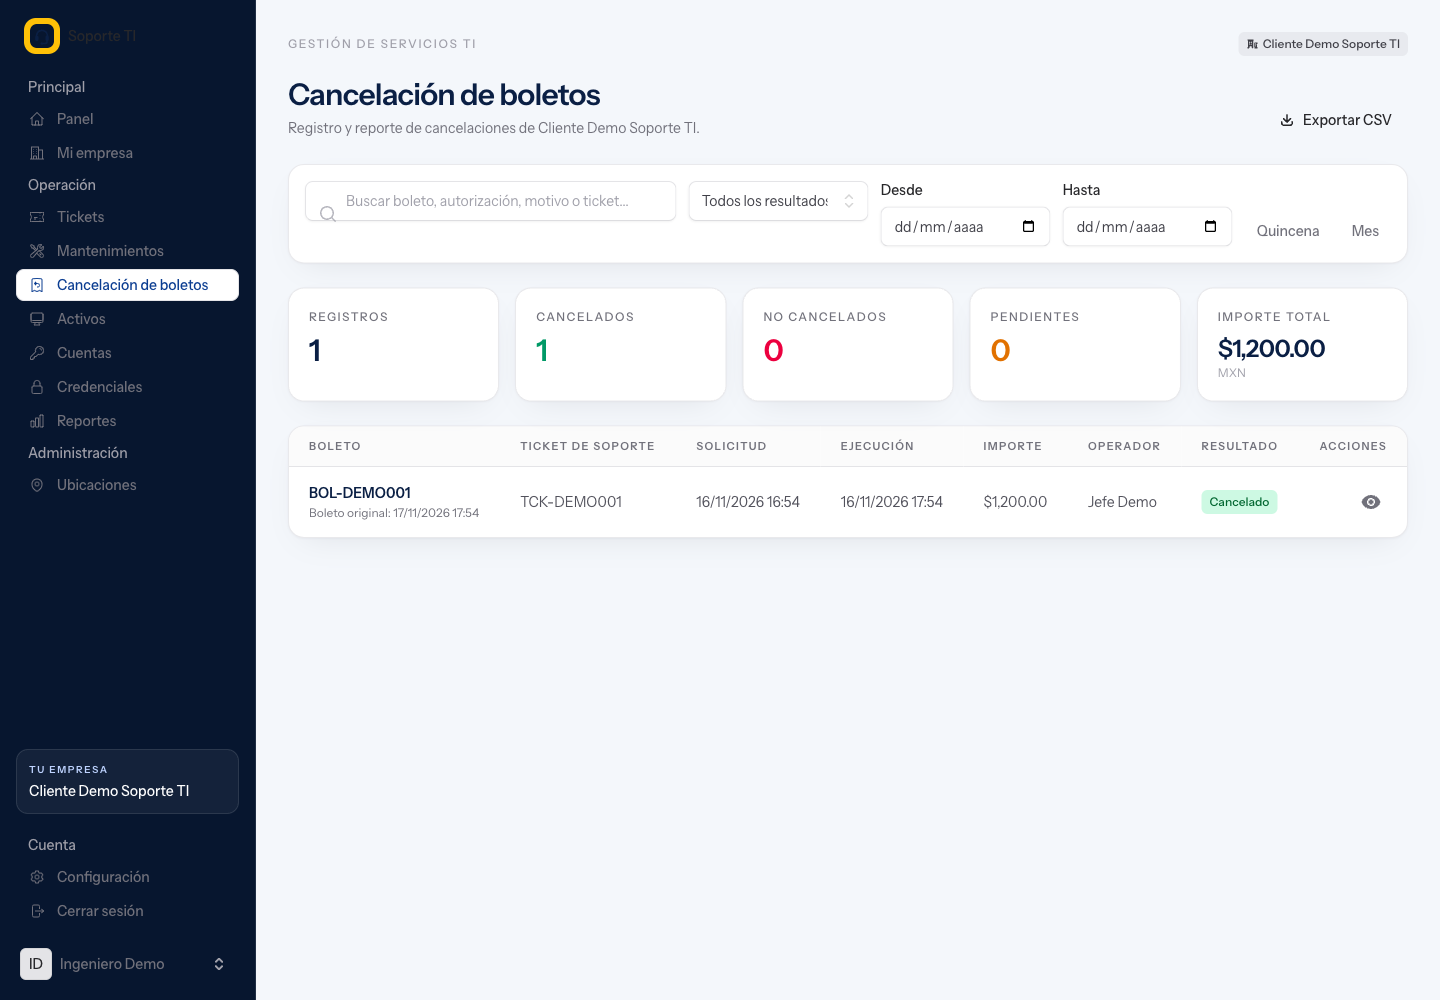 Soporte TI
Principal
Panel
Mi empresa
Operación
Tickets
Mantenimientos
Cancelación de boletos
Activos
Cuentas
Credenciales
Reportes
Administración
Ubicaciones
TU EMPRESA
Cliente Demo Soporte TI
Cuenta
Configuración
Cerrar sesión
ID Ingeniero Demo
GESTIÓN DE SERVICIOS TI
Cliente Demo Soporte TI
Cancelación de boletos
Registro y reporte de cancelaciones de Cliente Demo Soporte TI.
Exportar CSV
Buscar boleto, autorización, motivo o ticket...
Todos los resultados
Desde
dd/mm/aaaa
Hasta
dd/mm/aaaa
Quincena
Mes
REGISTROS
1
CANCELADOS
1
NO CANCELADOS
0
PENDIENTES
0
IMPORTE TOTAL
$1,200.00
MXN
BOLETO TICKET DE SOPORTE SOLICITUD EJECUCIÓN IMPORTE OPERADOR RESULTADO ACCIONES
BOL-DEMO001 TCK-DEMO001 16/11/2026 16:54 16/11/2026 17:54 $1,200.00 Jefe Demo Cancelado
Boleto original: 17/11/2026 17:54